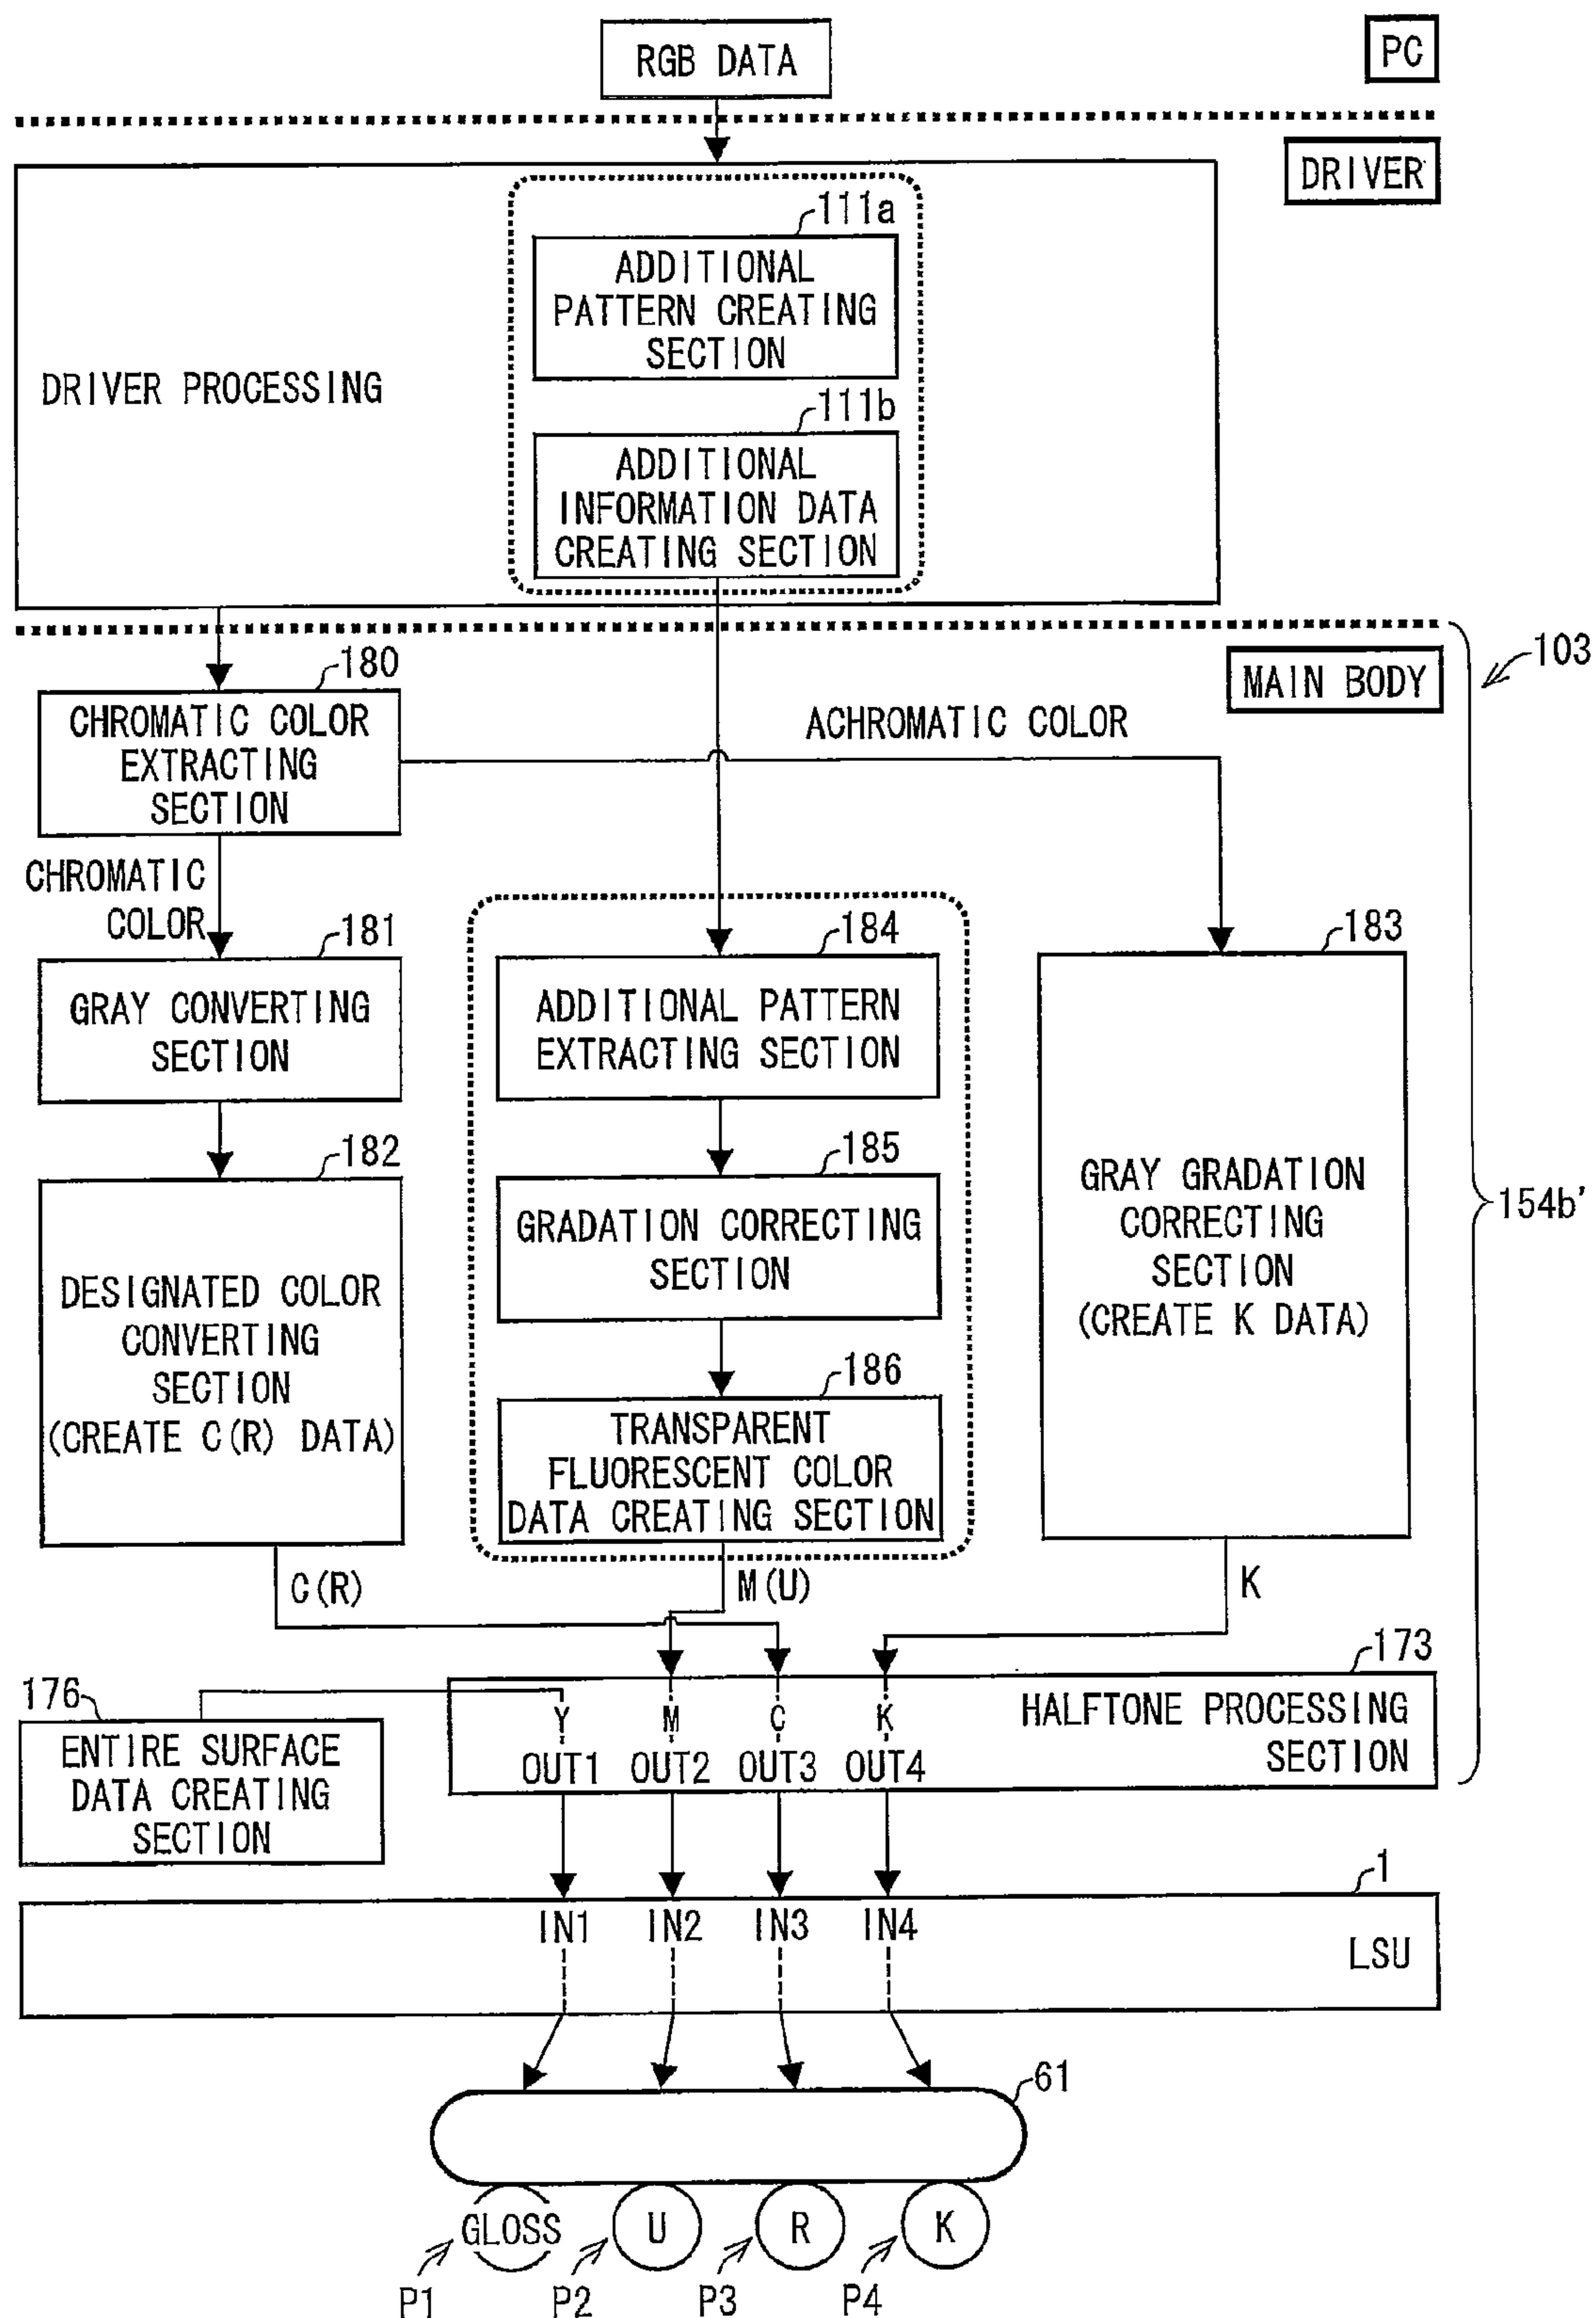 RGB DATA
PC
DRIVER
111a
ADDITIONAL
PATTERN CREATING
SECTION
DRIVER PROCESSING
111b
ADDITIONAL
INFORMATION DATA
CREATING SECTION
103
180
MAIN BODY
CHROMATIC COLOR
EXTRACTING
SECTION
ACHROMATIC COLOR
CHROMATIC
COLOR
181
184
183
GRAY CONVERTING
SECTION
ADDITIONAL PATTERN
EXTRACTING SECTION
182
185
GRAY GRADATION
CORRECTING
SECTION
(CREATE K DATA)
154b'
GRADATION CORRECTING
SECTION
DESIGNATED COLOR
CONVERTING
SECTION
(CREATE C(R) DATA)
186
TRANSPARENT
FLUORESCENT COLOR
DATA CREATING SECTION
C(R)
M(U)
K
173
176
Y M C K
HALFTONE PROCESSING
SECTION
OUT1 OUT2 OUT3 OUT4
ENTIRE SURFACE
DATA CREATING
SECTION
1
IN1 IN2 IN3 IN4
LSU
61
GLOSS U R K
P1 P2 P3 P4